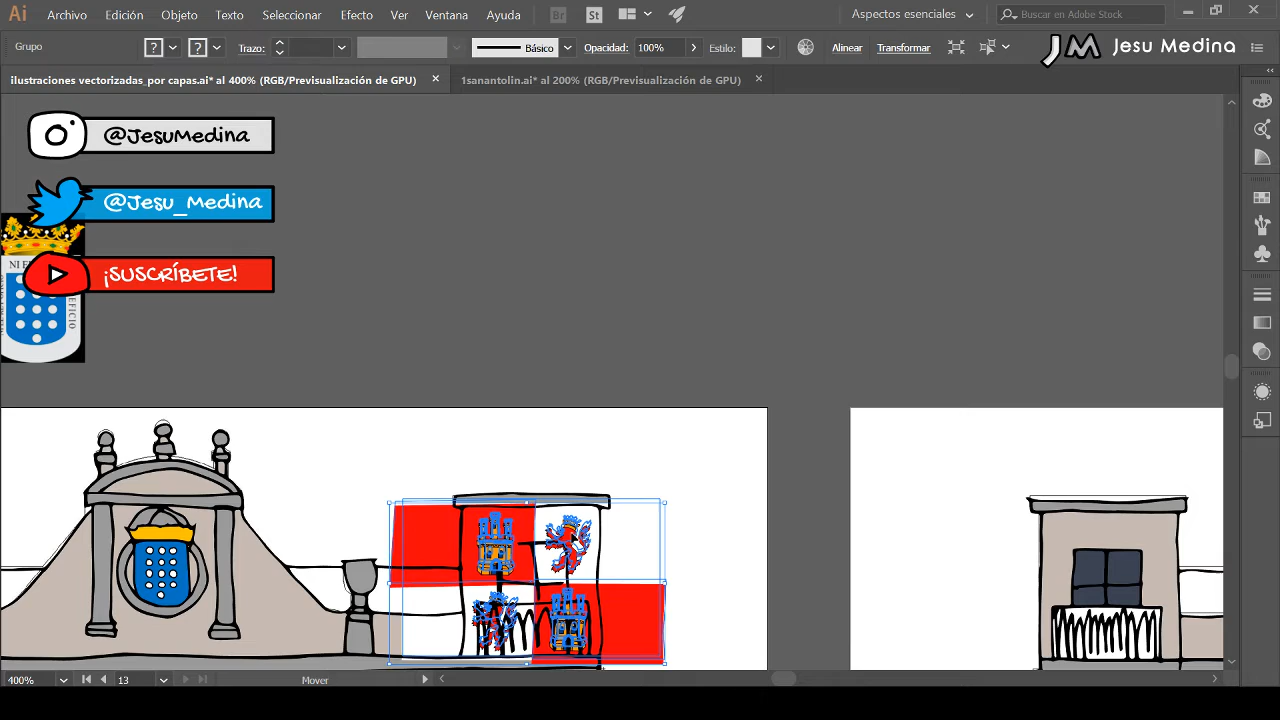 Ai Archivo Edición Objeto Texto Seleccionar Efecto Ver Ventana Ayuda Br St Aspectos esenciales Buscar en Adobe Stock
Grupo ? ? Trazo: Básico Opacidad: 100% Estilo: Alinear Transformar JM Jesu Medina
ilustraciones vectorizadas_por capas.ai* al 400% (RGB/Previsualización de GPU) 1sanantolin.ai* al 200% (RGB/Previsualización de GPU)
@JesuMedina
@Jesu_Medina
¡SUSCRÍBETE!
400% 13 Mover